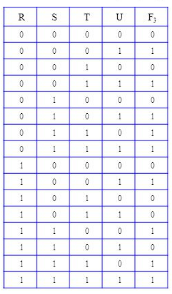 R S T U F3
0 0 0 0 0
0 0 0 1 1
0 0 1 0 0
0 0 1 1 1
0 1 0 0 0
0 1 0 1 1
0 1 1 0 1
0 1 1 1 1
1 0 0 0 0
1 0 0 1 1
1 0 1 0 0
1 0 1 1 0
1 1 0 0 1
1 1 0 1 0
1 1 1 0 1
1 1 1 1 1